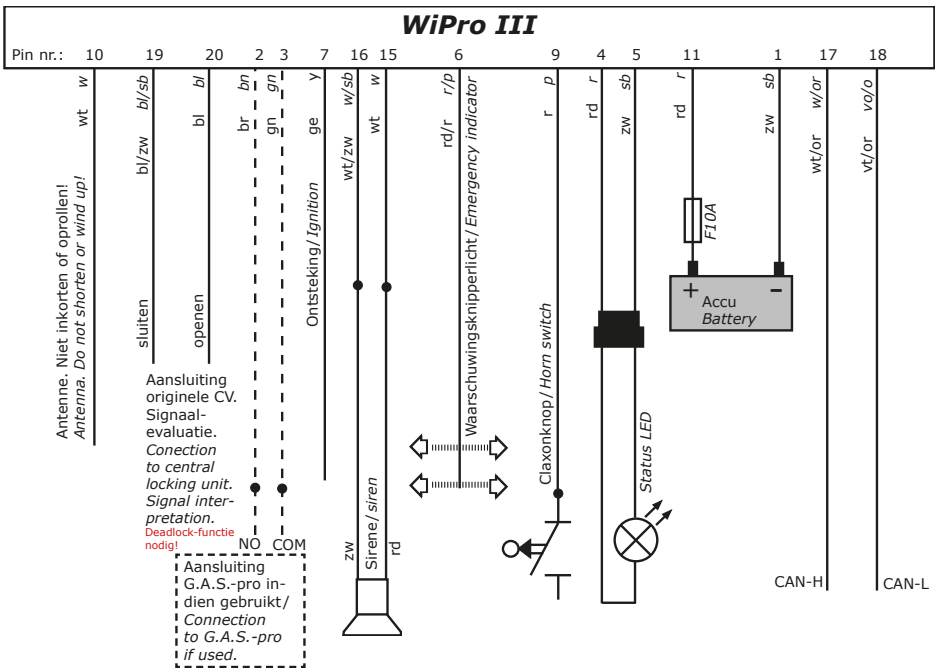 WiPro III
Pin nr.: 10 19 20 2 3 7 16 15 6 9 4 5 11 1 17 18
w bl/sb bl bn gn y w/sb w r/p p r sb r sb w/or vo/o
wt bl/zw bl br gn ge wt/zw wt rd/r r rd zw rd zw wt/or vt/or
Antenne. Niet inkorten of oprollen!
Antenna. Do not shorten or wind up!
sluiten
openen
Aansluiting
originele CV.
Signaal-
evaluatie.
Conection
to central
locking unit.
Signal inter-
pretation.
Deadlock-functie
nodig!
NO COM
Aansluiting
G.A.S.-pro in-
dien gebruikt/
Connection
to G.A.S.-pro
if used.
Ontsteking/Ignition
zw
Sirene/siren
rd
Waarschuwingsknipperlicht/Emergency indicator
Claxonknop/Horn switch
Status LED
F10A
+ -
Accu
Battery
CAN-H
CAN-L